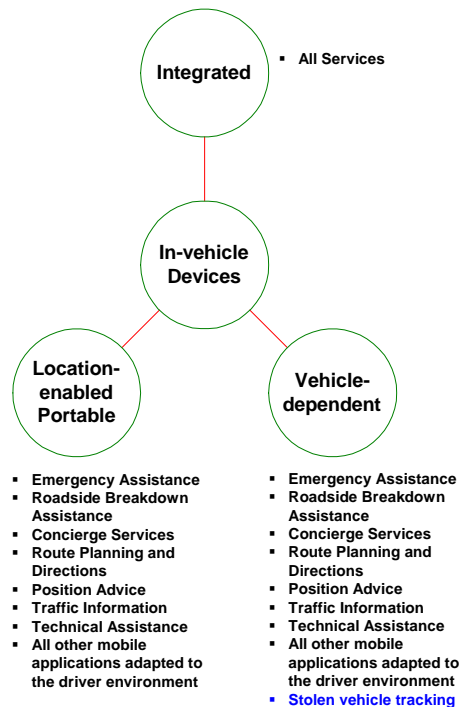 Integrated
▪ All Services
In-vehicle
Devices
Location-
enabled
Portable
Vehicle-
dependent
▪ Emergency Assistance
▪ Roadside Breakdown
Assistance
▪ Concierge Services
▪ Route Planning and
Directions
▪ Position Advice
▪ Traffic Information
▪ Technical Assistance
▪ All other mobile
applications adapted to
the driver environment
▪ Emergency Assistance
▪ Roadside Breakdown
Assistance
▪ Concierge Services
▪ Route Planning and
Directions
▪ Position Advice
▪ Traffic Information
▪ Technical Assistance
▪ All other mobile
applications adapted to
the driver environment
▪ Stolen vehicle tracking